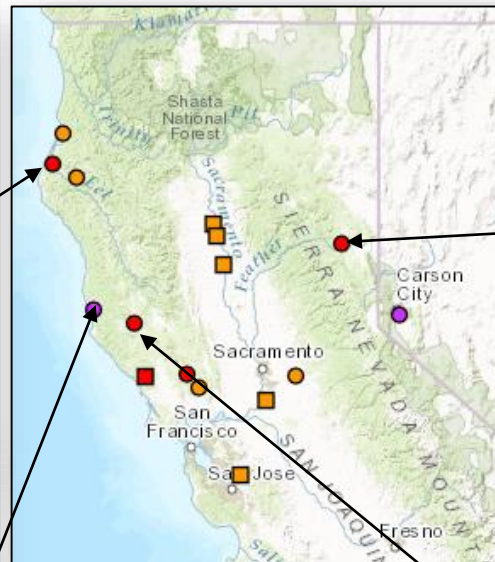 Klamath
Shasta
National
Forest
Pit
Trinity
Eel
Sacramento
Feather
SIERRA NEVADA MOUNT
Carson
City
Sacramento
San
Francisco
SAN JOAQUIN
San Jose
Fresno